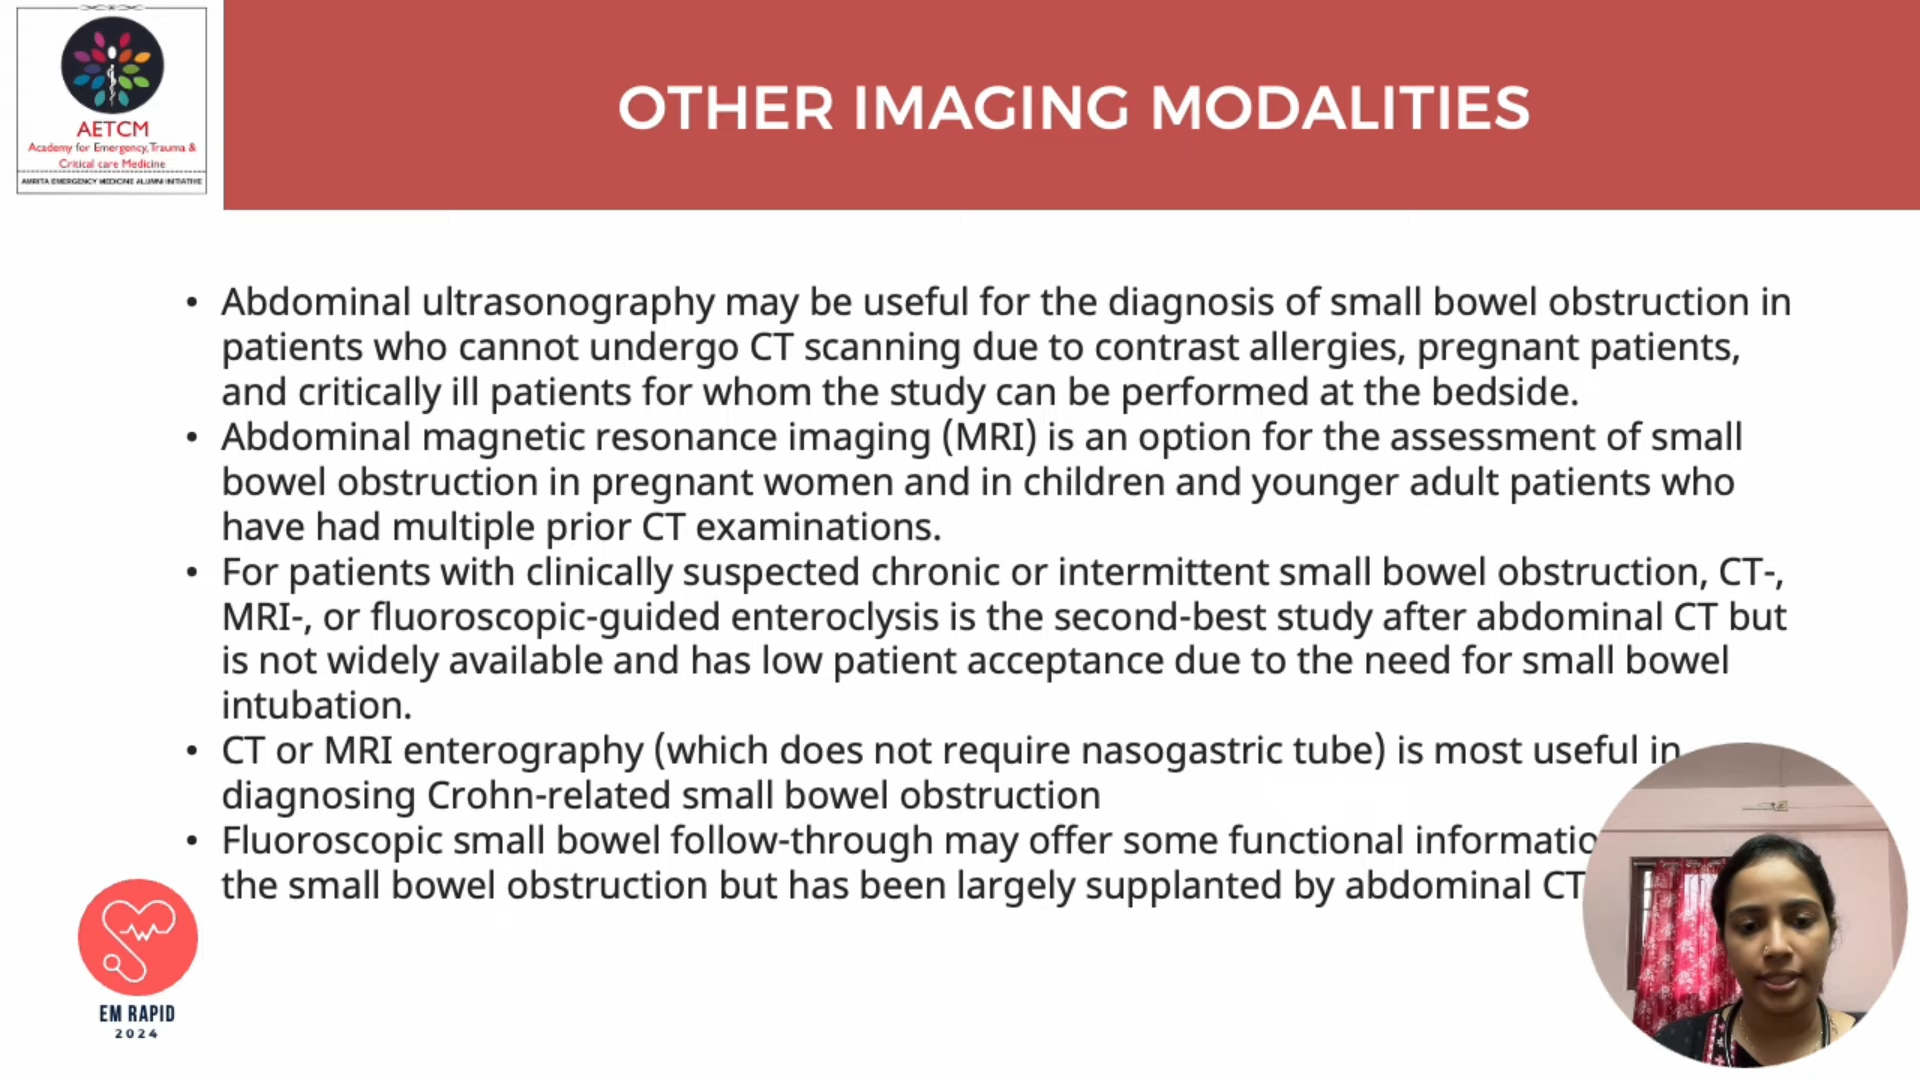 AETCM
Academy for Emergency, Trauma &
Critical care Medicine
AMRITA EMERGENCY MEDICINE ALUMNI INITIATIVE
OTHER IMAGING MODALITIES
• Abdominal ultrasonography may be useful for the diagnosis of small bowel obstruction in
patients who cannot undergo CT scanning due to contrast allergies, pregnant patients,
and critically ill patients for whom the study can be performed at the bedside.
• Abdominal magnetic resonance imaging (MRI) is an option for the assessment of small
bowel obstruction in pregnant women and in children and younger adult patients who
have had multiple prior CT examinations.
• For patients with clinically suspected chronic or intermittent small bowel obstruction, CT-,
MRI-, or fluoroscopic-guided enteroclysis is the second-best study after abdominal CT but
is not widely available and has low patient acceptance due to the need for small bowel
intubation.
• CT or MRI enterography (which does not require nasogastric tube) is most useful in
diagnosing Crohn-related small bowel obstruction
• Fluoroscopic small bowel follow-through may offer some functional informatio
the small bowel obstruction but has been largely supplanted by abdominal CT
EM RAPID
2024